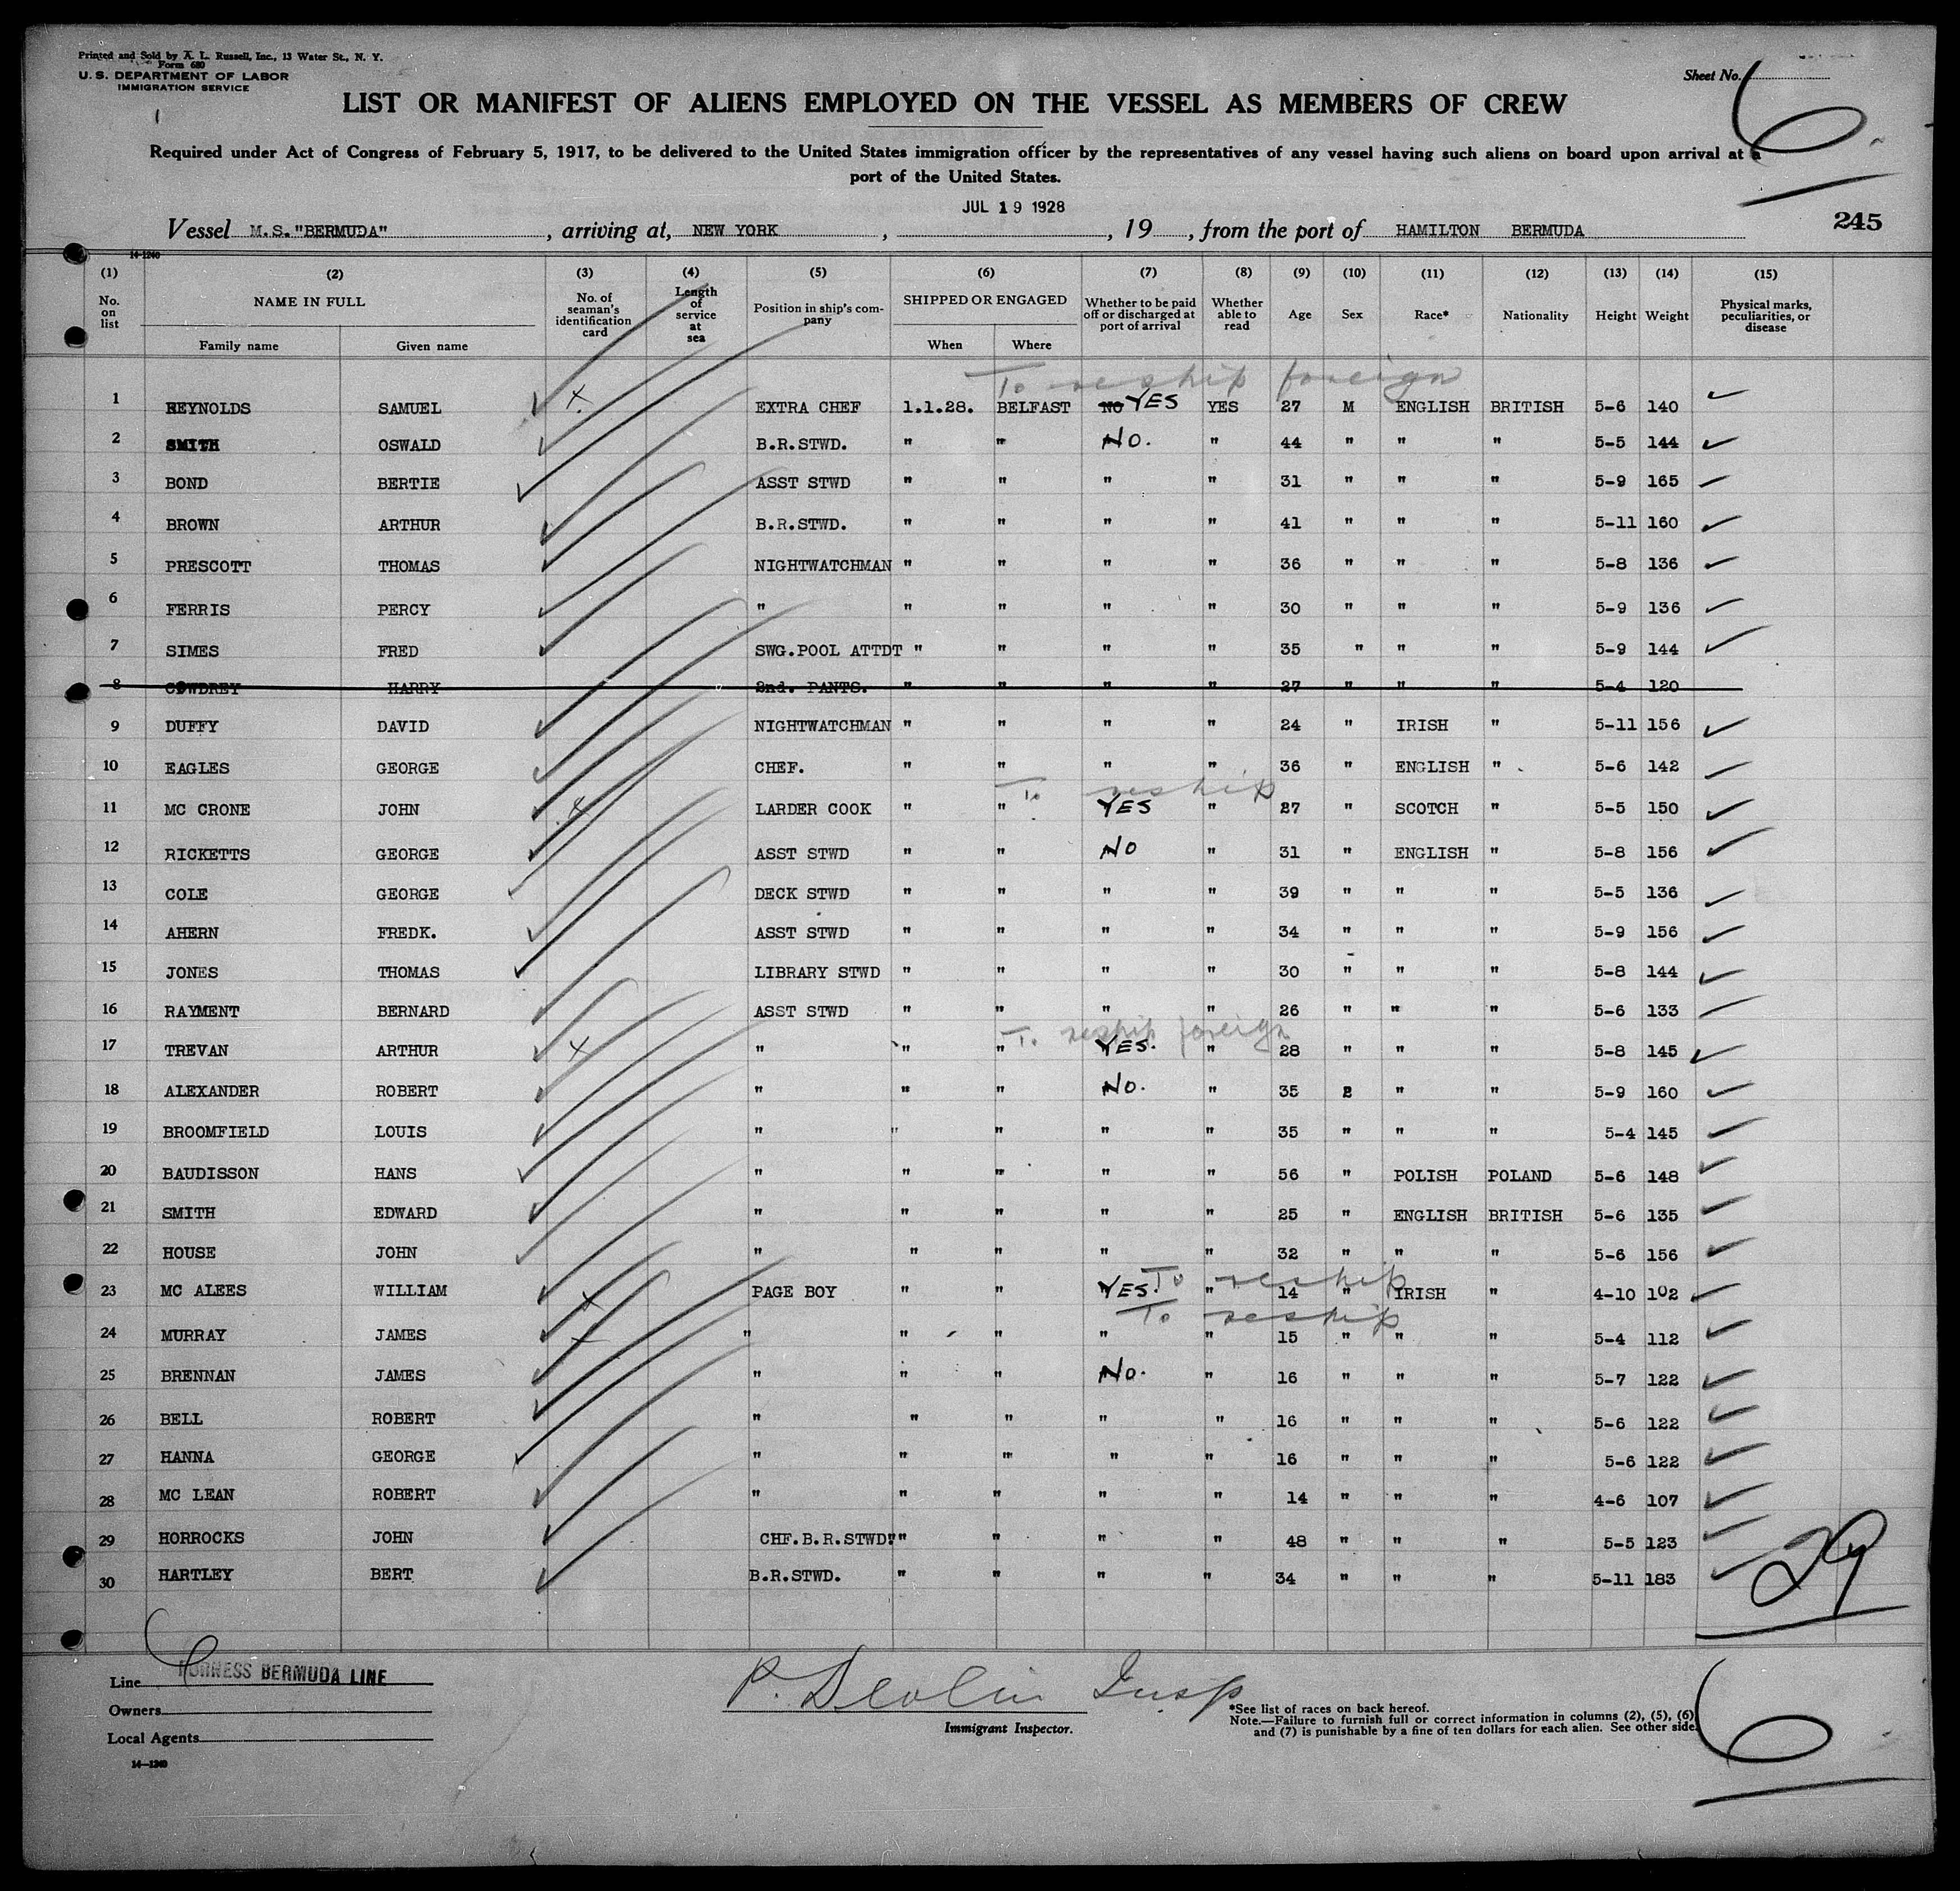 Printed and Sold by A. L. Russell, Inc., 13 Water St., N. Y.
Form 680
U. S. DEPARTMENT OF LABOR
IMMIGRATION SERVICE
Sheet No. 6
LIST OR MANIFEST OF ALIENS EMPLOYED ON THE VESSEL AS MEMBERS OF CREW
Required under Act of Congress of February 5, 1917, to be delivered to the United States immigration officer by the representatives of any vessel having such aliens on board upon arrival at a
port of the United States.
JUL 19 1928
Vessel M.S."BERMUDA", arriving at, NEW YORK, , 19 , from the port of HAMILTON BERMUDA
245
14-1240
(1) (2) (3) (4) (5) (6) (7) (8) (9) (10) (11) (12) (13) (14) (15)
No. on list NAME IN FULL Family name Given name No. of seaman's identification card Length of service at sea Position in ship's company SHIPPED OR ENGAGED When Where Whether to be paid off or discharged at port of arrival Whether able to read Age Sex Race* Nationality Height Weight Physical marks, peculiarities, or disease
To reship foreign
1 REYNOLDS SAMUEL x EXTRA CHEF 1.1.28. BELFAST NO YES YES 27 M ENGLISH BRITISH 5-6 140
2 SMITH OSWALD B.R.STWD. " " NO. " 44 " " " 5-5 144
3 BOND BERTIE ASST STWD " " " " 31 " " " 5-9 165
4 BROWN ARTHUR B.R.STWD. " " " " 41 " " " 5-11 160
5 PRESCOTT THOMAS NIGHTWATCHMAN " " " " 36 " " " 5-8 136
6 FERRIS PERCY " " " " " 30 " " " 5-9 136
7 SIMES FRED SWG.POOL ATTDT " " " " 35 " " " 5-9 144
8 COWDREY HARRY 2nd. PANTS. " " " " 27 " " " 5-4 120
9 DUFFY DAVID NIGHTWATCHMAN " " " " 24 " IRISH " 5-11 156
10 EAGLES GEORGE CHEF. " " " " 36 " ENGLISH " 5-6 142
To reship
11 MC CRONE JOHN x LARDER COOK " " YES " 27 " SCOTCH " 5-5 150
12 RICKETTS GEORGE ASST STWD " " NO " 31 " ENGLISH " 5-8 156
13 COLE GEORGE DECK STWD " " " " 39 " " " 5-5 136
14 AHERN FREDK. ASST STWD " " " " 34 " " " 5-9 156
15 JONES THOMAS LIBRARY STWD " " " " 30 " " " 5-8 144
16 RAYMENT BERNARD ASST STWD " " " " 26 " " " 5-6 133
To reship foreign
17 TREVAN ARTHUR x " " " YES. " 28 " " " 5-8 145
18 ALEXANDER ROBERT " " " NO. " 35 " " 5-9 160
19 BROOMFIELD LOUIS " " " " " 35 " " " 5-4 145
20 BAUDISSON HANS " " " " " 56 " POLISH POLAND 5-6 148
21 SMITH EDWARD " " " " " 25 " ENGLISH BRITISH 5-6 135
22 HOUSE JOHN " " " " " 32 " " " 5-6 156
To reship
23 MC ALEES WILLIAM x PAGE BOY " " YES. " 14 " IRISH " 4-10 102
To reship
24 MURRAY JAMES x " " " " " 15 " " " 5-4 112
25 BRENNAN JAMES " " " NO. " 16 " " " 5-7 122
26 BELL ROBERT " " " " " 16 " " " 5-6 122
27 HANNA GEORGE " " " " " 16 " " " 5-6 122
28 MC LEAN ROBERT " " " " " 14 " " " 4-6 107
29 HORROCKS JOHN CHF.B.R.STWD. " " " " 48 " " " 5-5 123
30 HARTLEY BERT B.R.STWD. " " " " 34 " " " 5-11 183
29
Line FURNESS BERMUDA LINE
Owners
Local Agents
14-1240
P. Devlin Insp
Immigrant Inspector.
*See list of races on back hereof.
Note.—Failure to furnish full or correct information in columns (2), (5), (6)
and (7) is punishable by a fine of ten dollars for each alien. See other side.
6